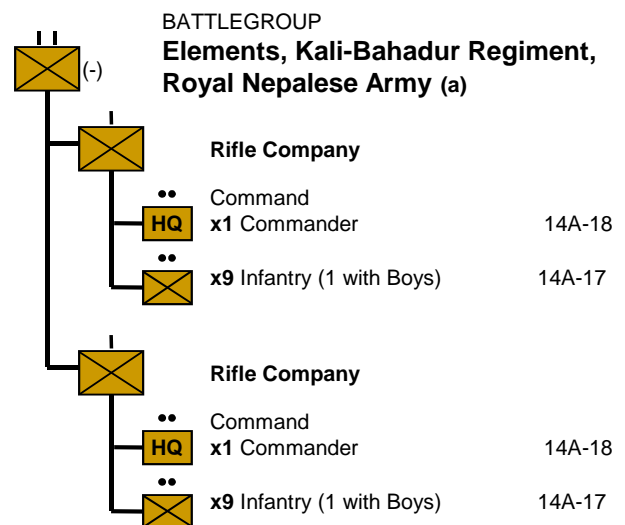 BATTLEGROUP
Elements, Kali-Bahadur Regiment,
(-)
Royal Nepalese Army (a)
Rifle Company
Command
HQ x1 Commander 14A-18
x9 Infantry (1 with Boys) 14A-17
Rifle Company
Command
HQ x1 Commander 14A-18
x9 Infantry (1 with Boys) 14A-17